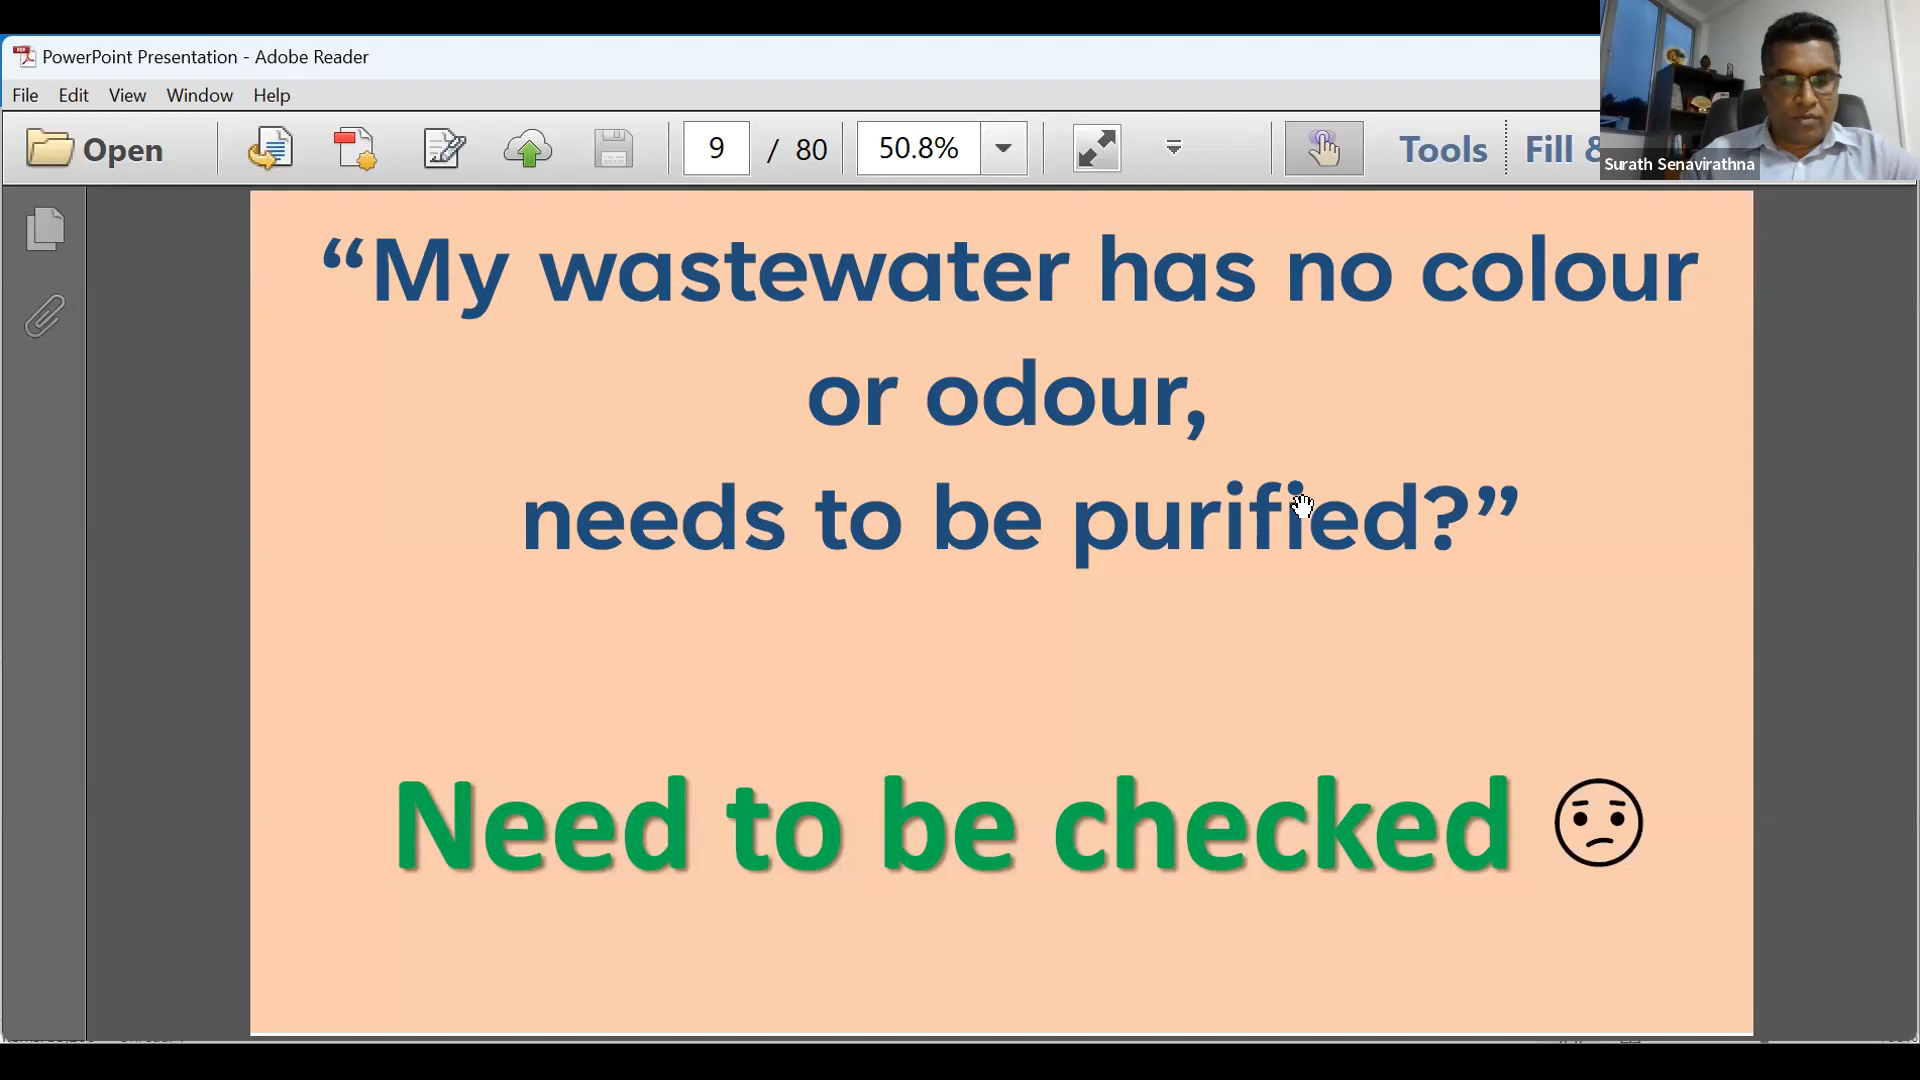 PowerPoint Presentation - Adobe Reader
File Edit View Window Help
Open 9 / 80 50.8% Tools Fill &
Surath Senavirathna
“My wastewater has no colour
or odour,
needs to be purified?”
Need to be checked